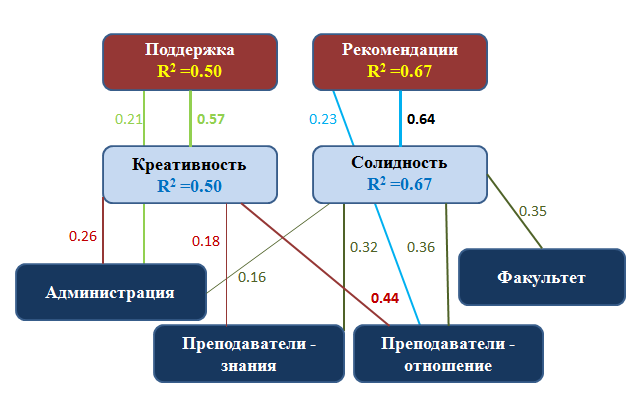 Поддержка
R² =0.50
Рекомендации
R² =0.67
0.21
0.57
0.23
0.64
Креативность
R² =0.50
Солидность
R² =0.67
0.26
0.18
0.16
0.32
0.36
0.35
0.44
Администрация
Факультет
Преподаватели -
знания
Преподаватели -
отношение